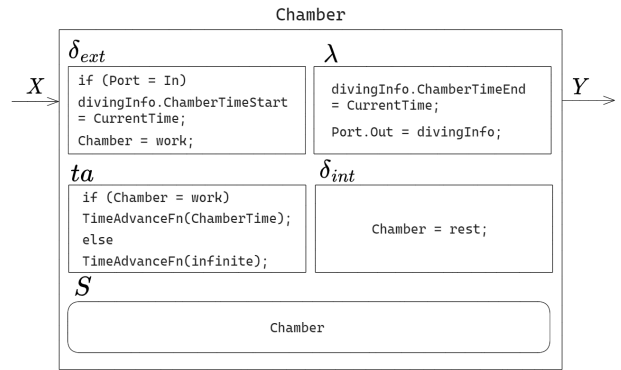 Chamber
δext
λ
X
if (Port = In)
divingInfo.ChamberTimeStart
= CurrentTime;
Chamber = work;
divingInfo.ChamberTimeEnd
= CurrentTime;
Port.Out = divingInfo;
Y
ta
δint
if (Chamber = work)
TimeAdvanceFn(ChamberTime);
else
TimeAdvanceFn(infinite);
Chamber = rest;
S
Chamber